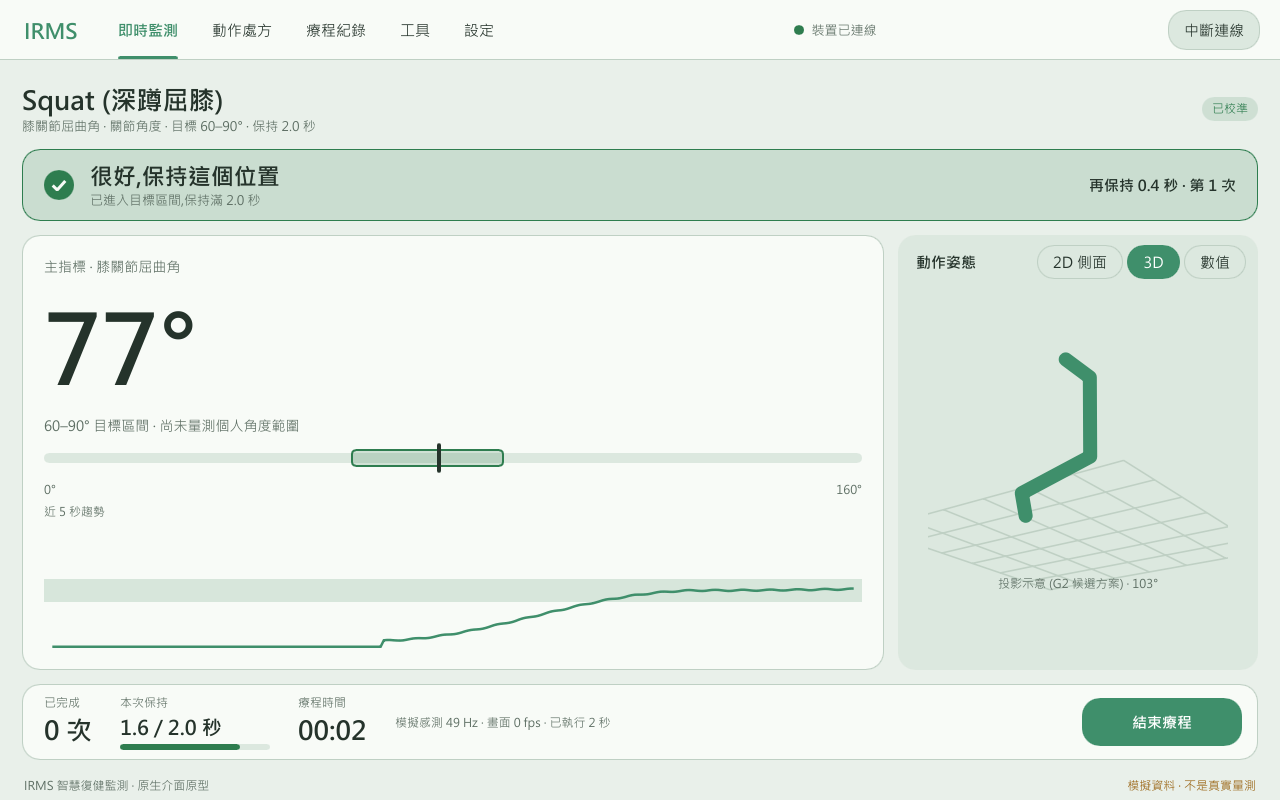 IRMS
即時監測
動作處方
療程紀錄
工具
設定
裝置已連線
中斷連線
Squat (深蹲屈膝)
膝關節屈曲角 · 關節角度 · 目標 60–90° · 保持 2.0 秒
已校準
很好,保持這個位置
已進入目標區間,保持滿 2.0 秒
再保持 0.4 秒 · 第 1 次
主指標 · 膝關節屈曲角
77°
60–90° 目標區間 · 尚未量測個人角度範圍
0°
160°
近 5 秒趨勢
動作姿態
2D 側面
3D
數值
投影示意 (G2 候選方案) · 103°
已完成
0 次
本次保持
1.6 / 2.0 秒
療程時間
00:02
模擬感測 49 Hz · 畫面 0 fps · 已執行 2 秒
結束療程
IRMS 智慧復健監測 · 原生介面原型
模擬資料 · 不是真實量測